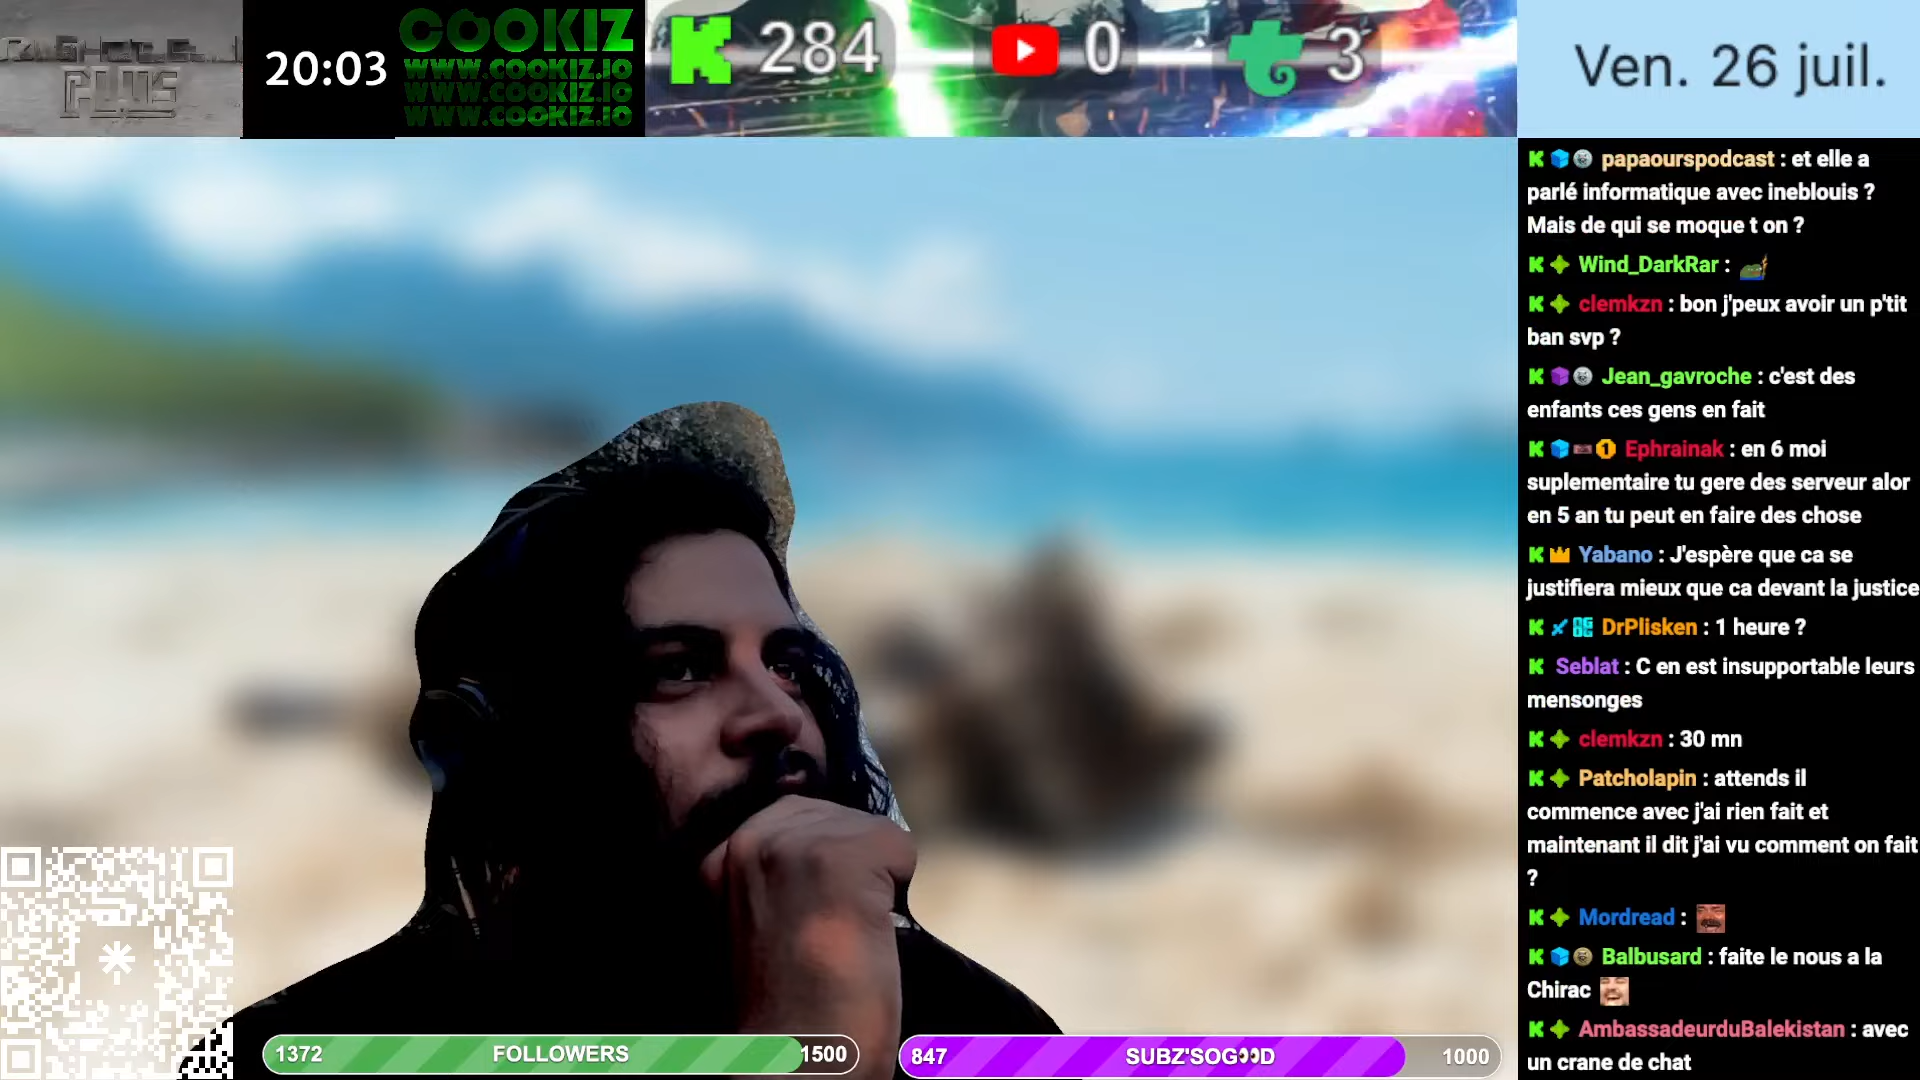 PLUS
20:03
COOKIZ
WWW.COOKIZ.IO
WWW.COOKIZ.IO
WWW.COOKIZ.IO
284
0
3
Ven. 26 juil.
papaourspodcast : et elle a
parlé informatique avec ineblouis ?
Mais de qui se moque t on ?
Wind_DarkRar :
clemkzn : bon j'peux avoir un p'tit
ban svp ?
Jean_gavroche : c'est des
enfants ces gens en fait
Ephrainak : en 6 moi
suplementaire tu gere des serveur alor
en 5 an tu peut en faire des chose
Yabano : J'espère que ca se
justifiera mieux que ca devant la justice
DrPlisken : 1 heure ?
Seblat : C en est insupportable leurs
mensonges
clemkzn : 30 mn
Patcholapin : attends il
commence avec j'ai rien fait et
maintenant il dit j'ai vu comment on fait
?
Mordread :
Balbusard : faite le nous a la
Chirac
AmbassadeurduBalekistan : avec
un crane de chat
1372 FOLLOWERS 1500
847 SUBZ'SOG👀D 1000